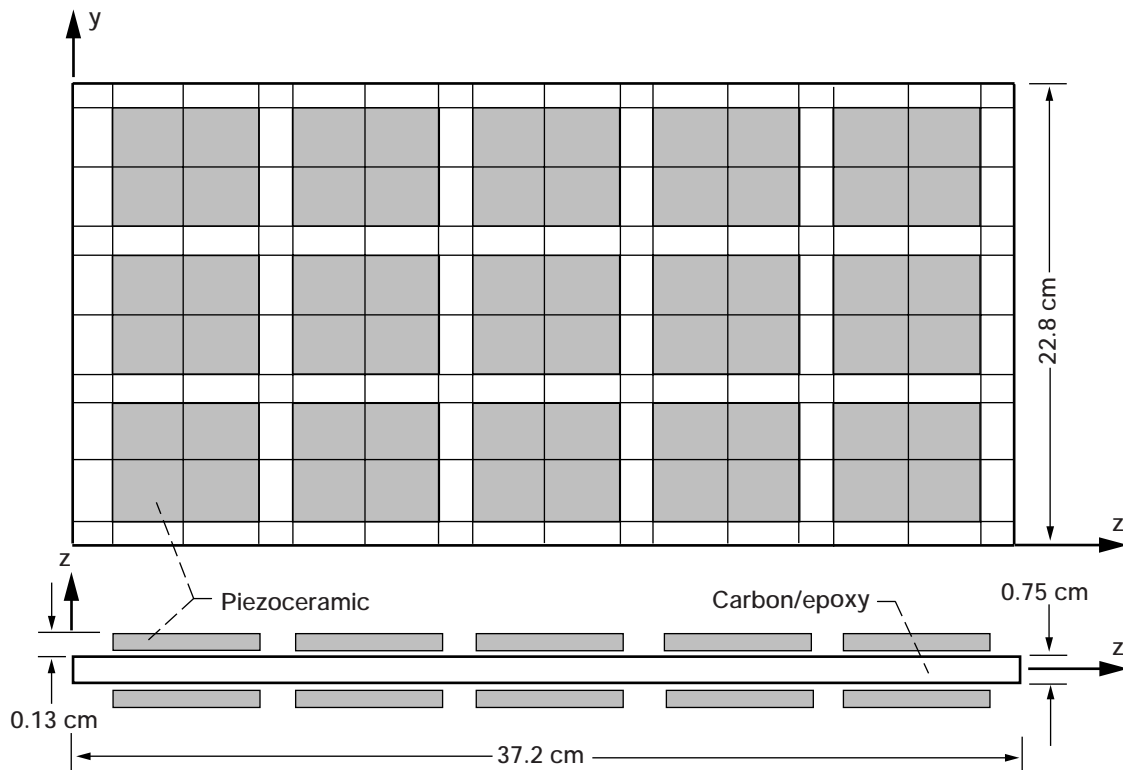 y
22.8 cm
z
z
Piezoceramic
Carbon/epoxy
0.75 cm
z
0.13 cm
37.2 cm